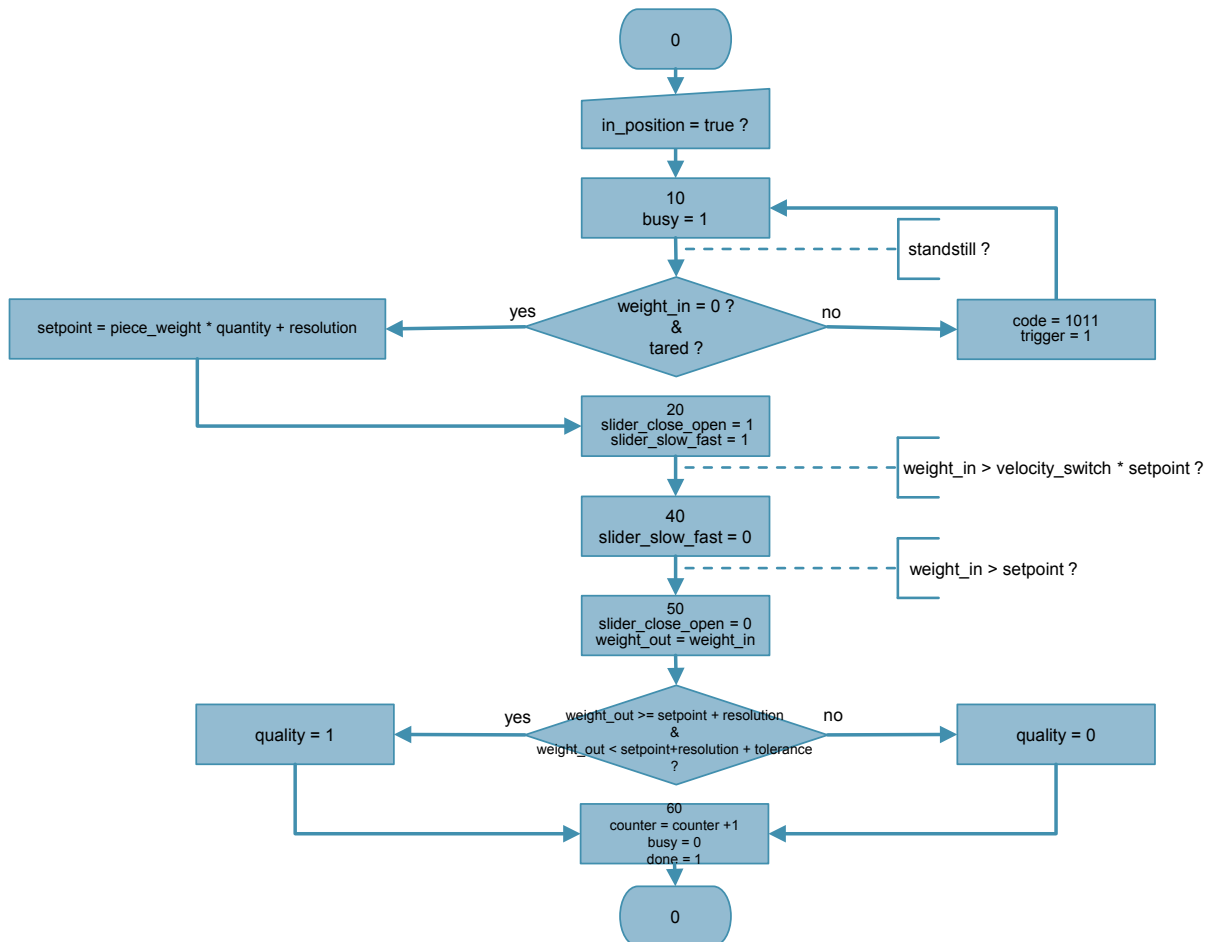 0
in_position = true ?
10
busy = 1
standstill ?
weight_in = 0 ?
&
tared ?
yes
no
setpoint = piece_weight * quantity + resolution
code = 1011
trigger = 1
20
slider_close_open = 1
slider_slow_fast = 1
weight_in > velocity_switch * setpoint ?
40
slider_slow_fast = 0
weight_in > setpoint ?
50
slider_close_open = 0
weight_out = weight_in
weight_out >= setpoint + resolution
&
weight_out < setpoint+resolution + tolerance
?
yes
no
quality = 1
quality = 0
60
counter = counter +1
busy = 0
done = 1
0